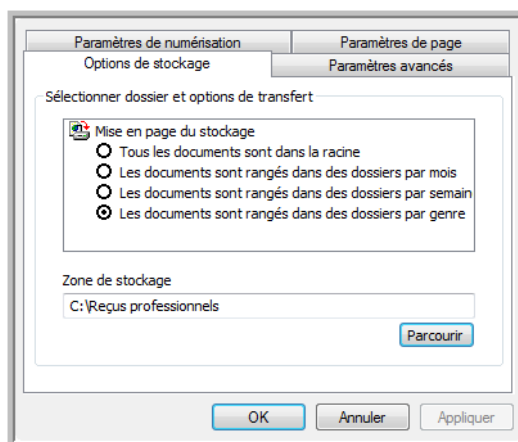 Paramètres de numérisation
Paramètres de page
Options de stockage
Paramètres avancés
Sélectionner dossier et options de transfert
Mise en page du stockage
Tous les documents sont dans la racine
Les documents sont rangés dans des dossiers par mois
Les documents sont rangés dans des dossiers par semain
Les documents sont rangés dans des dossiers par genre
Zone de stockage
C:\Reçus professionnels
Parcourir
OK
Annuler
Appliquer